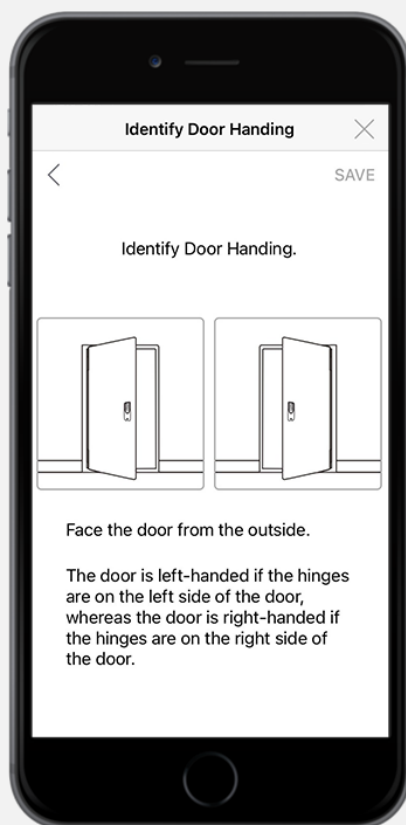 Identify Door Handing
SAVE
Identify Door Handing.
Face the door from the outside.
The door is left-handed if the hinges
are on the left side of the door,
whereas the door is right-handed if
the hinges are on the right side of
the door.